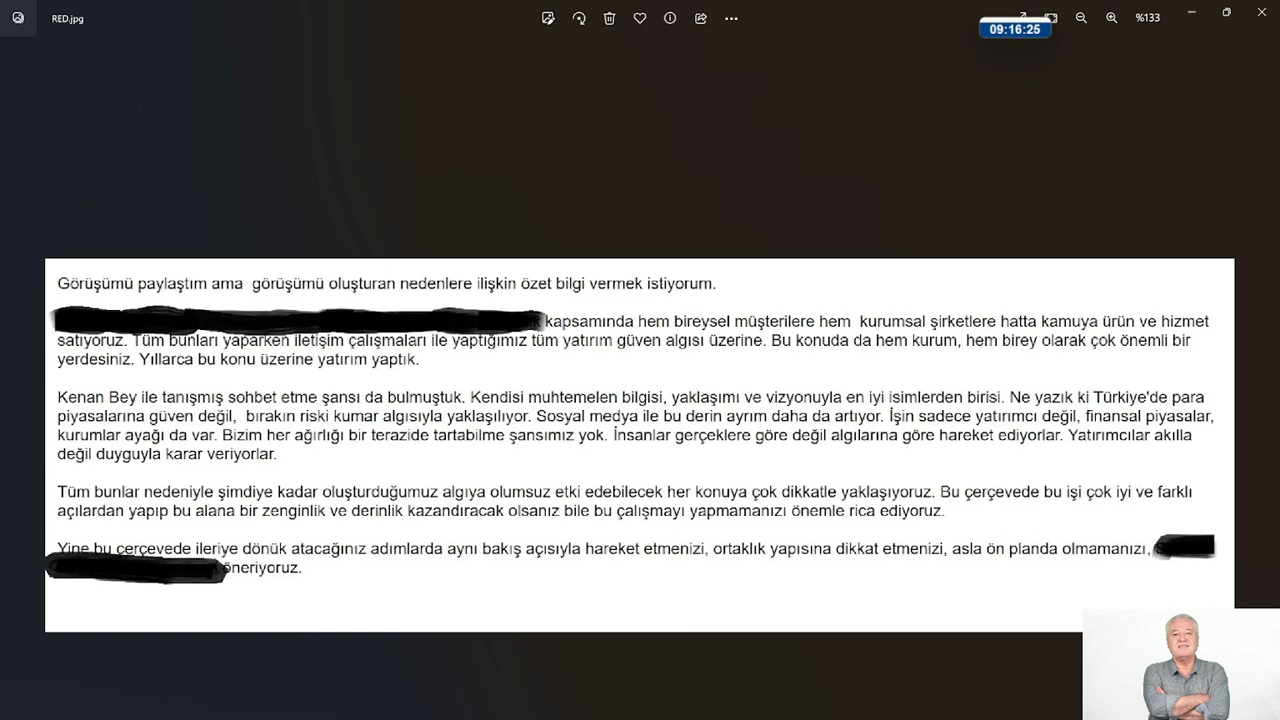 RED.jpg
%133
09:16:25
Görüşümü paylaştım ama görüşümü oluşturan nedenlere ilişkin özet bilgi vermek istiyorum.
kapsamında hem bireysel müşterilere hem kurumsal şirketlere hatta kamuya ürün ve hizmet
satıyoruz. Tüm bunları yaparken iletişim çalışmaları ile yaptığımız tüm yatırım güven algısı üzerine. Bu konuda da hem kurum, hem birey olarak çok önemli bir
yerdesiniz. Yıllarca bu konu üzerine yatırım yaptık.
Kenan Bey ile tanışmış sohbet etme şansı da bulmuştuk. Kendisi muhtemelen bilgisi, yaklaşımı ve vizyonuyla en iyi isimlerden birisi. Ne yazık ki Türkiye'de para
piyasalarına güven değil, bırakın riski kumar algısıyla yaklaşılıyor. Sosyal medya ile bu derin ayrım daha da artıyor. İşin sadece yatırımcı değil, finansal piyasalar,
kurumlar ayağı da var. Bizim her ağırlığı bir terazide tartabilme şansımız yok. İnsanlar gerçeklere göre değil algılarına göre hareket ediyorlar. Yatırımcılar akılla
değil duyguyla karar veriyorlar.
Tüm bunlar nedeniyle şimdiye kadar oluşturduğumuz algıya olumsuz etki edebilecek her konuya çok dikkatle yaklaşıyoruz. Bu çerçevede bu işi çok iyi ve farklı
açılardan yapıp bu alana bir zenginlik ve derinlik kazandıracak olsanız bile bu çalışmayı yapmamanızı önemle rica ediyoruz.
Yine bu çerçevede ileriye dönük atacağınız adımlarda aynı bakış açısıyla hareket etmenizi, ortaklık yapısına dikkat etmenizi, asla ön planda olmamanızı,
öneriyoruz.